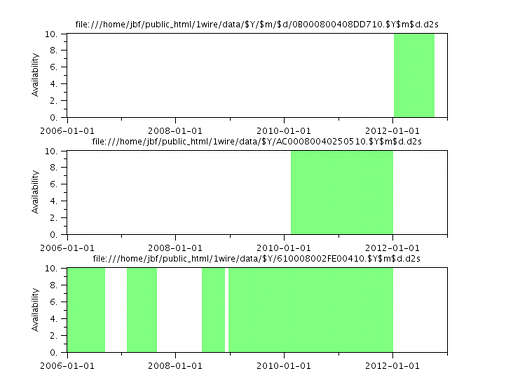 file:///home/jbf/public_html/1wire/data/$Y/$m/$d/0B000800408DD710.$Y$m$d.d2s
10.
8.
6.
4.
2.
0.
Availability
2006-01-01 2008-01-01 2010-01-01 2012-01-01
file:///home/jbf/public_html/1wire/data/$Y/AC00080040250510.$Y$m$d.d2s
10.
8.
6.
4.
2.
0.
Availability
2006-01-01 2008-01-01 2010-01-01 2012-01-01
file:///home/jbf/public_html/1wire/data/$Y/610008002FE00410.$Y$m$d.d2s
10.
8.
6.
4.
2.
0.
Availability
2006-01-01 2008-01-01 2010-01-01 2012-01-01